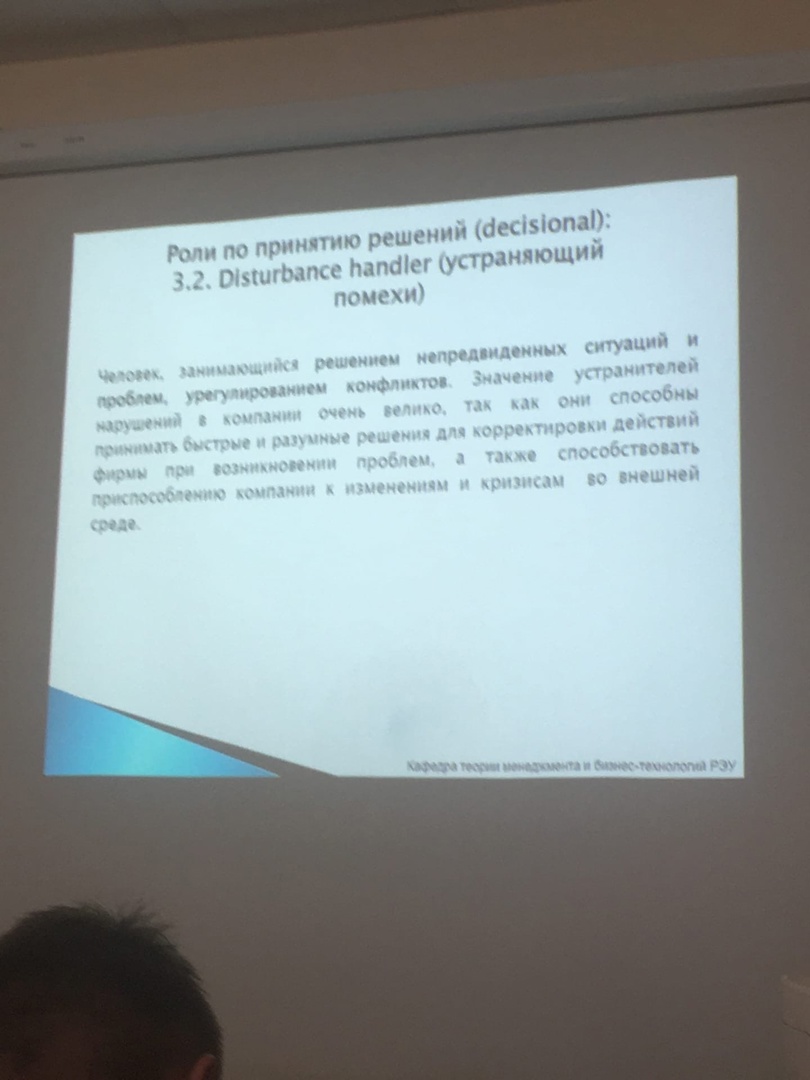 Роли по принятию решений (decisional):
3.2. Disturbance handler (устраняющий
помехи)
Человек, занимающийся решением непредвиденных ситуаций и
проблем, урегулированием конфликтов. Значение устранителей
нарушений в компании очень велико, так как они способны
принимать быстрые и разумные решения для корректировки действий
фирмы при возникновении проблем, а также способствовать
приспособлению компании к изменениям и кризисам во внешней
среде.
Кафедра теории менеджмента и бизнес-технологий РЭУ